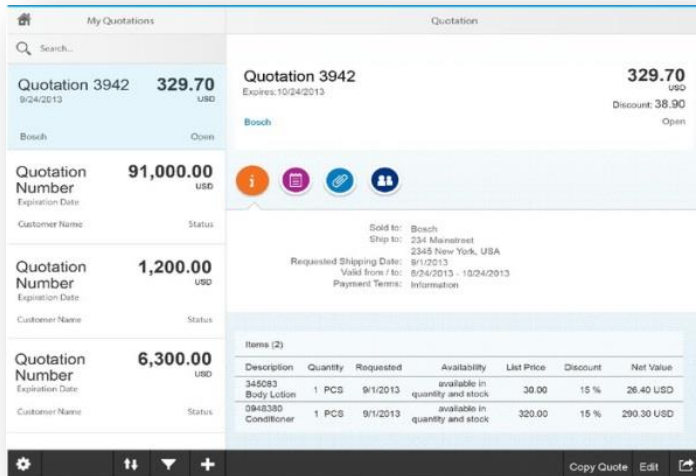 My Quotations
Quotation
Search...
Quotation 3942 329.70
9/24/2013 USD
Bosch Open
Quotation Number 91,000.00
USD
Expiration Date
Customer Name Status
Quotation Number 1,200.00
USD
Expiration Date
Customer Name Status
Quotation Number 6,300.00
USD
Expiration Date
Customer Name Status
Quotation 3942 329.70
Expires:10/24/2013 USD
Discount: 38.90
Bosch Open
Sold to: Bosch
Ship to: 234 Mainstreet
2345 New York, USA
Requested Shipping Date: 9/1/2013
Valid from / to: 8/24/2013 - 10/24/2013
Payment Terms: Information
Items (2)
Description Quantity Requested Availability List Price Discount Net Value
345083 Body Lotion 1 PCS 9/1/2013 available in quantity and stock 30.00 15 % 26.40 USD
0948380 Conditioner 1 PCS 9/1/2013 available in quantity and stock 320.00 15 % 290.30 USD
Copy Quote Edit